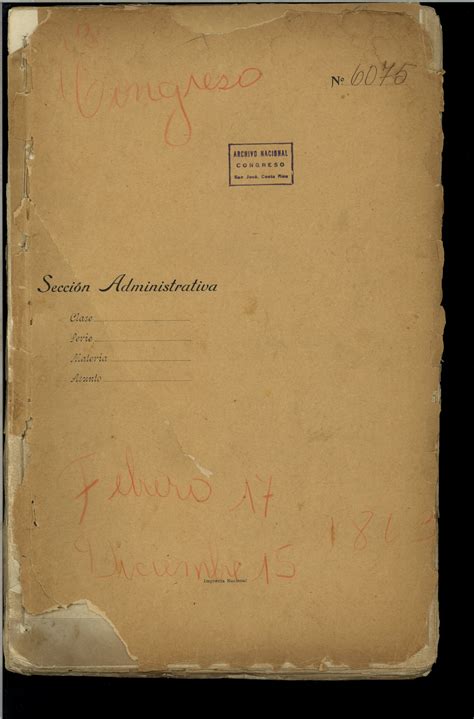 Congreso
Nº 6075
ARCHIVO NACIONAL
CONGRESO
San José, Costa Rica
Sección Administrativa
Clase
Serie
Materia
Asunto
Febrero 17
Diciembre 15
Imprenta Nacional